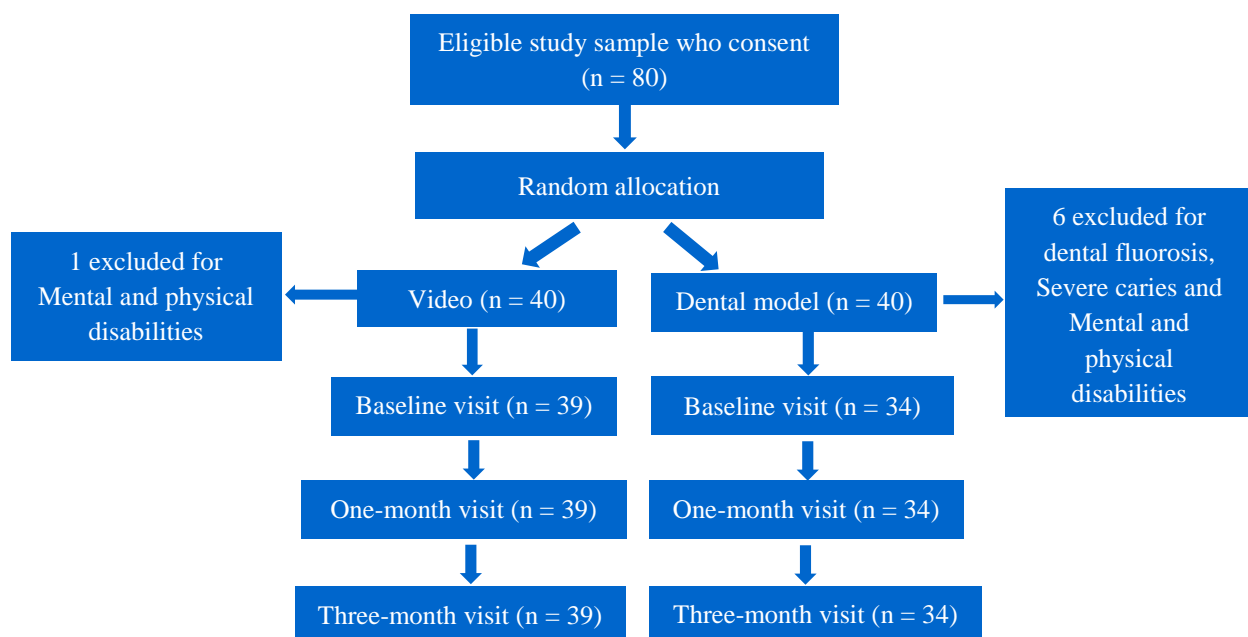 Eligible study sample who consent
(n = 80)
Random allocation
1 excluded for
Mental and physical
disabilities
Video (n = 40)
Dental model (n = 40)
6 excluded for
dental fluorosis,
Severe caries and
Mental and
physical
disabilities
Baseline visit (n = 39)
Baseline visit (n = 34)
One-month visit (n = 39)
One-month visit (n = 34)
Three-month visit (n = 39)
Three-month visit (n = 34)